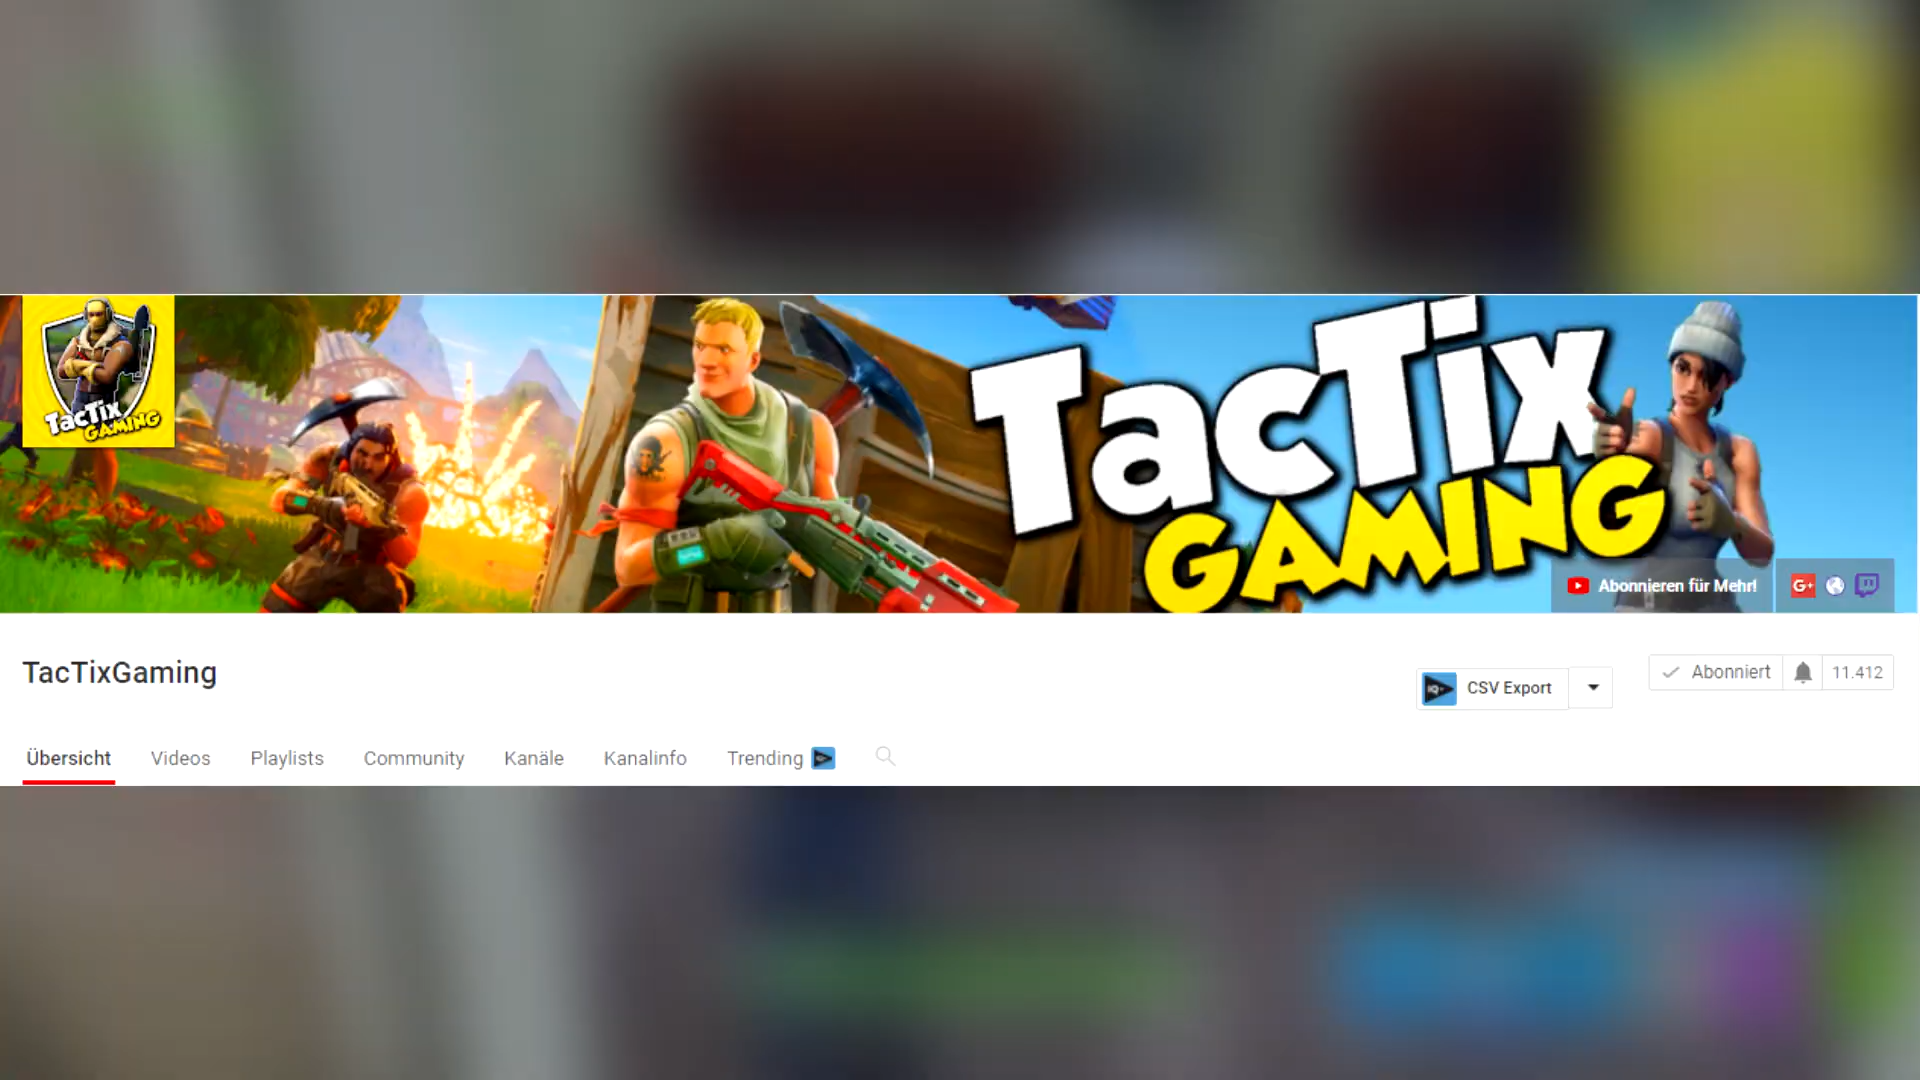 TacTix
GAMING
TacTix
GAMING
Abonnieren für Mehr!
G+
TacTixGaming
IQ+
CSV Export
Abonniert
11.412
Übersicht
Videos
Playlists
Community
Kanäle
Kanalinfo
Trending